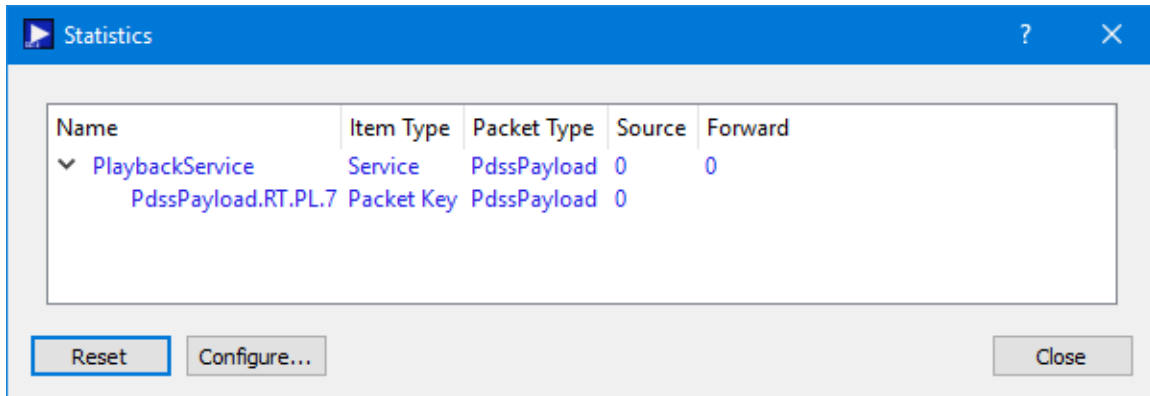 Statistics ?
Name Item Type Packet Type Source Forward
PlaybackService Service PdssPayload 0 0
PdssPayload.RT.PL.7 Packet Key PdssPayload 0
Reset Configure... Close